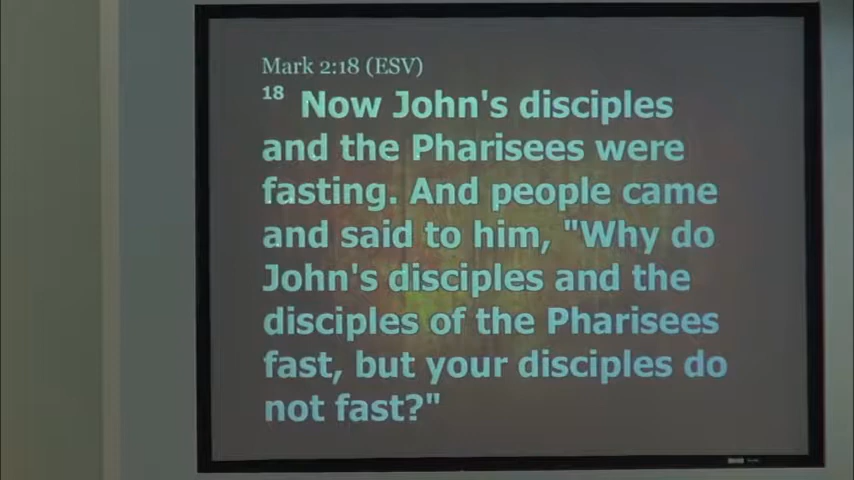 Mark 2:18 (ESV)
18 Now John's disciples
and the Pharisees were
fasting. And people came
and said to him, "Why do
John's disciples and the
disciples of the Pharisees
fast, but your disciples do
not fast?"